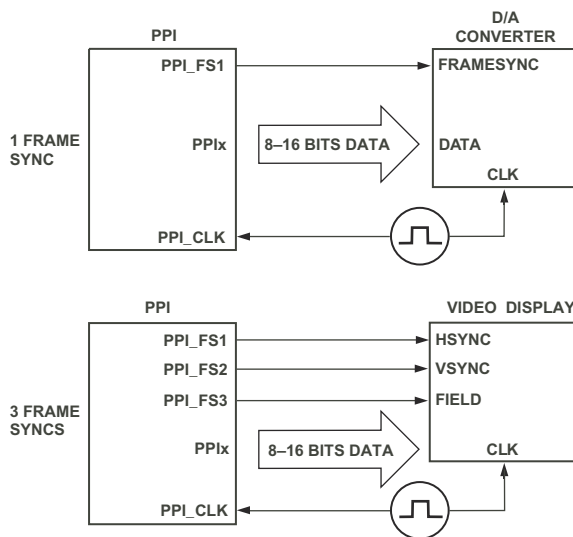 PPI
D/A
CONVERTER
PPI_FS1
FRAMESYNC
1 FRAME
SYNC
PPIx
8–16 BITS DATA
DATA
CLK
PPI_CLK
PPI
VIDEO DISPLAY
PPI_FS1
HSYNC
PPI_FS2
VSYNC
PPI_FS3
FIELD
3 FRAME
SYNCS
PPIx
8–16 BITS DATA
CLK
PPI_CLK